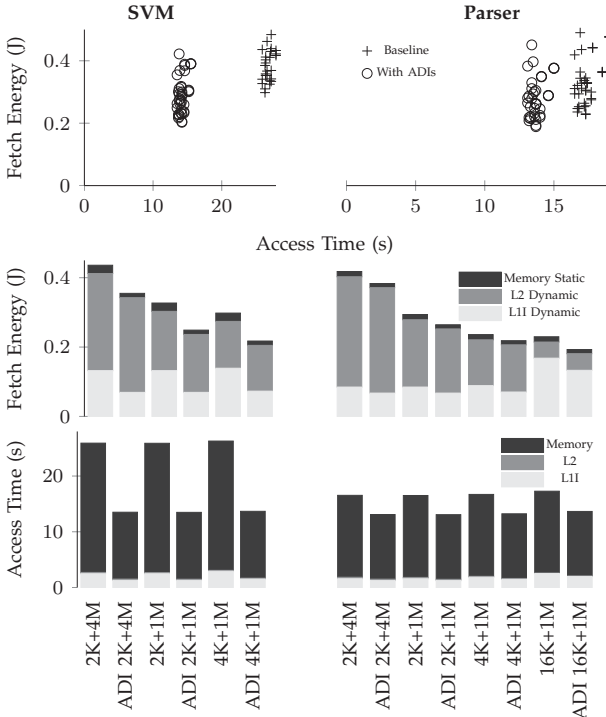 SVM
Parser
Fetch Energy (J)
0.4
0.2
0
0
10
20
Baseline
With ADIs
0
5
10
15
Access Time (s)
Fetch Energy (J)
0.4
0.2
0
Memory Static
L2 Dynamic
L1I Dynamic
Access Time (s)
20
10
0
Memory
L2
L1I
2K+4M
ADI 2K+4M
2K+1M
ADI 2K+1M
4K+1M
ADI 4K+1M
2K+4M
ADI 2K+4M
2K+1M
ADI 2K+1M
4K+1M
ADI 4K+1M
16K+1M
ADI 16K+1M